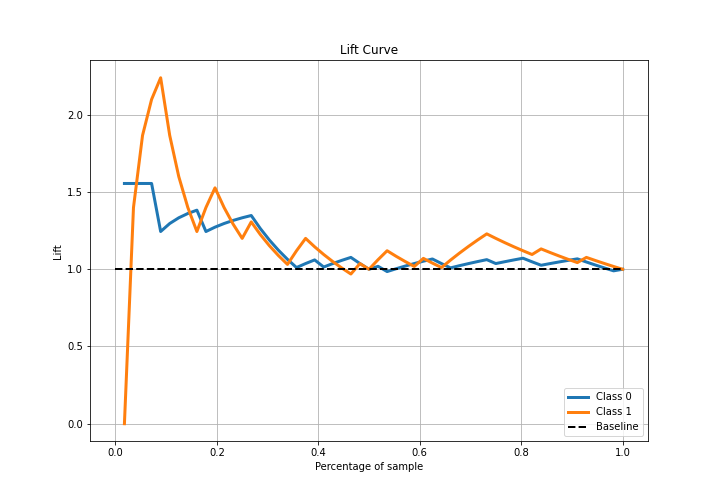 Lift Curve
2.0
1.5
1.0
0.5
0.0
Lift
0.0 0.2 0.4 0.6 0.8 1.0
Percentage of sample
Class 0
Class 1
Baseline